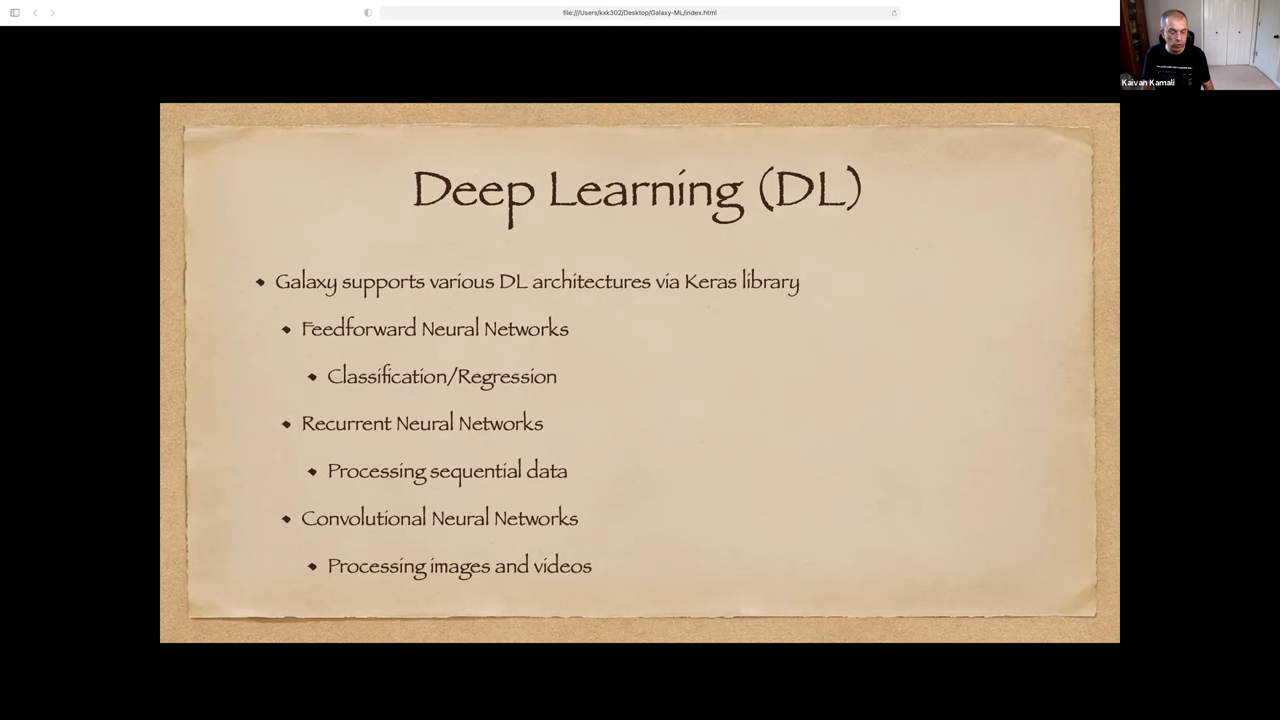 file:///Users/kxk302/Desktop/Galaxy-ML/index.html
Kaivan Kamali
Deep Learning (DL)
Galaxy supports various DL architectures via Keras library
Feedforward Neural Networks
Classification/Regression
Recurrent Neural Networks
Processing sequential data
Convolutional Neural Networks
Processing images and videos